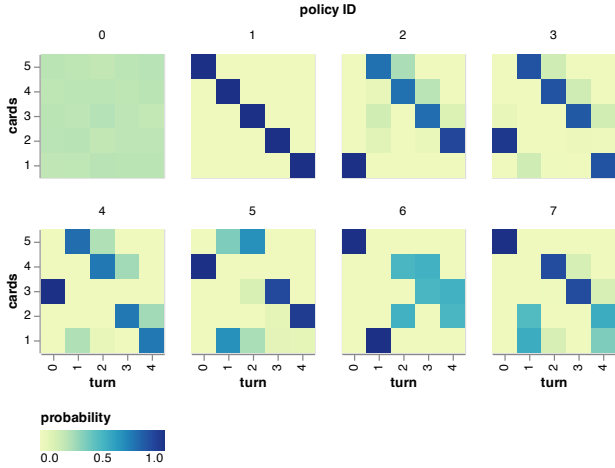 policy ID
0 1 2 3
cards
5
4
3
2
1
4 5 6 7
cards
5
4
3
2
1
0 1 2 3 4 0 1 2 3 4 0 1 2 3 4 0 1 2 3 4
turn turn turn turn
probability
0.0 0.5 1.0